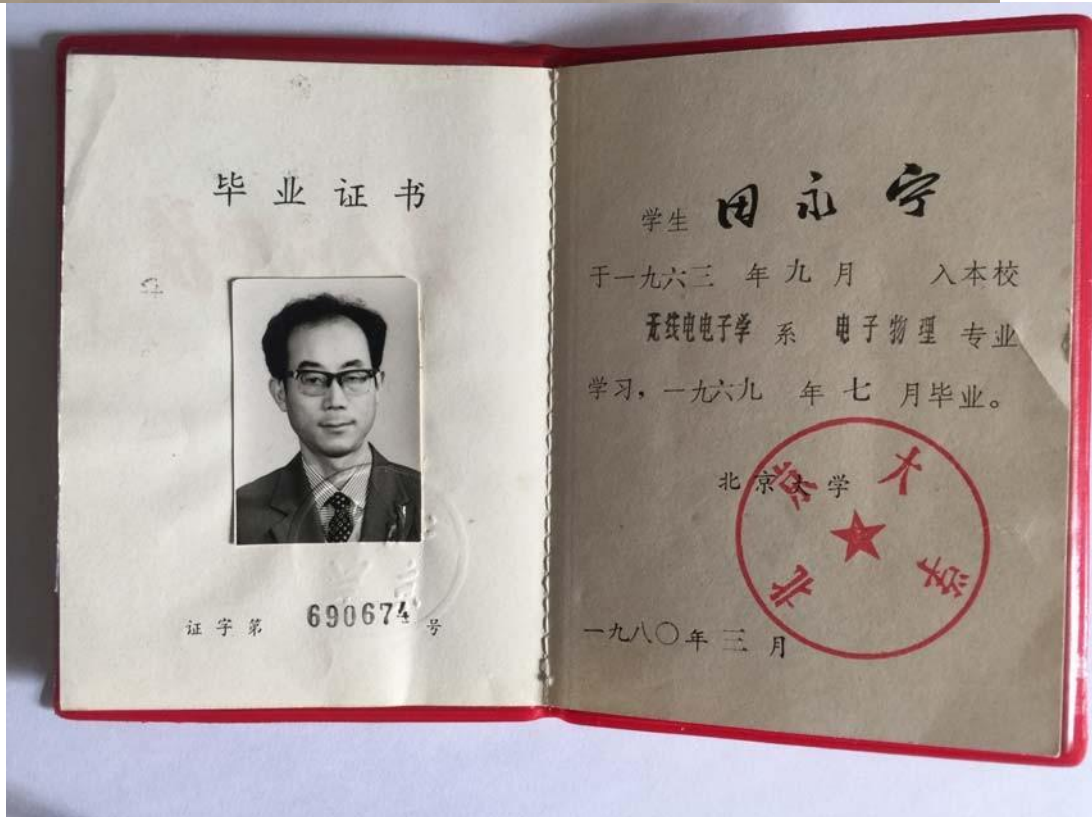 毕业证书
证字第 690674 号
学生 田永宁
于一九六三 年 九 月 入本校
无线电电子学 系 电子物理 专业
学习，一九六九 年 七 月毕业。
北京大学
北京大学
一九八〇年 三 月